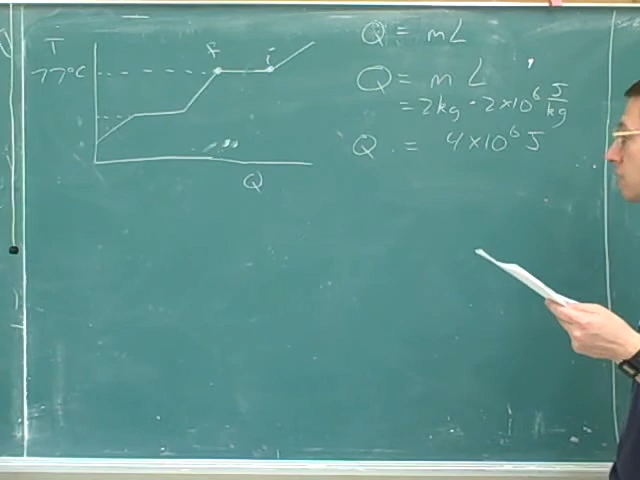 T
77°C
f
i
Q
Q = mL
Q = mL
= 2kg · 2×10⁶ J/kg
Q = 4×10⁶ J